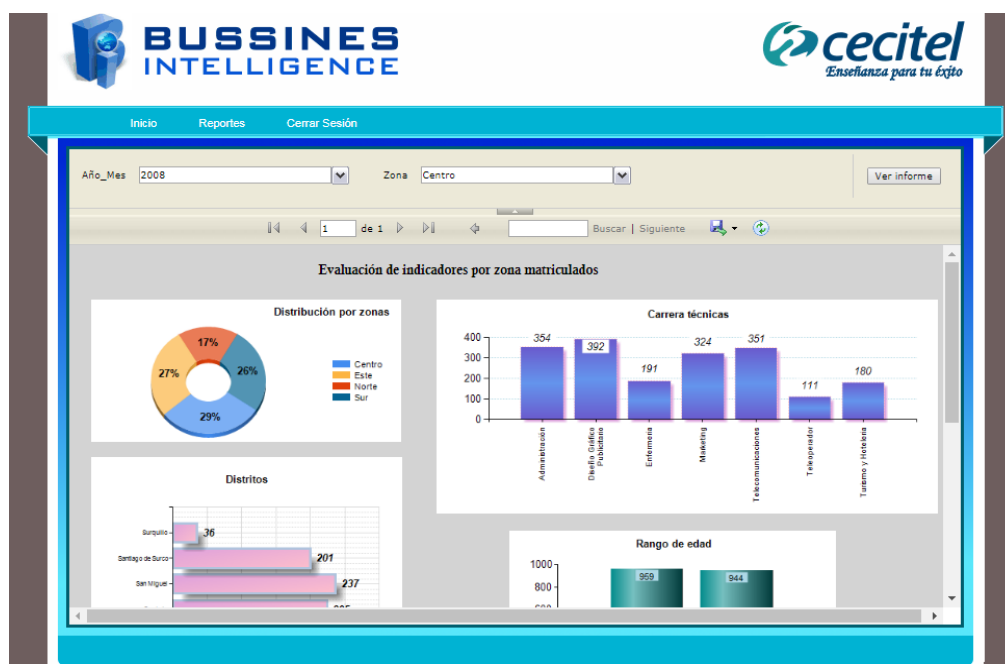 BUSSINES
INTELLIGENCE
cecitel
Enseñanza para tu éxito
Inicio Reportes Cerrar Sesión
Año_Mes 2008 Zona Centro Ver informe
1 de 1 Buscar | Siguiente
Evaluación de indicadores por zona matriculados
Distribución por zonas
17%
27%
26%
29%
Centro
Este
Norte
Sur
Carrera técnicas
400
300
200
100
0
354
392
191
324
351
111
180
Administración
Diseño Gráfico
Publicitario
Enfermeria
Marketing
Telecomunicaciones
Teleoperador
Turismo y Hoteleria
Distritos
Surquillo 36
Santiago de Surco 201
San Miguel 237
Rango de edad
1000
800
959
944